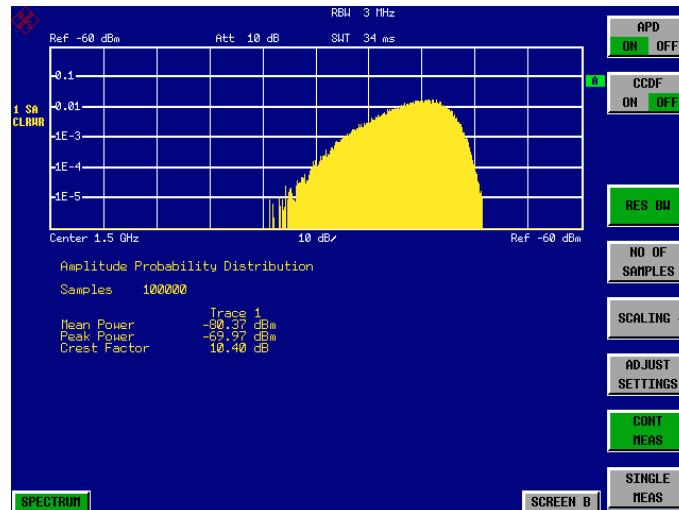 RBW 3 MHz
Ref -60 dBm Att 10 dB SWT 34 ms
0.1
0.01
1E-3
1E-4
1E-5
1 SA
CLRWR
A
Center 1.5 GHz 10 dB/ Ref -60 dBm
Amplitude Probability Distribution
Samples 100000
Trace 1
Mean Power -80.37 dBm
Peak Power -69.97 dBm
Crest Factor 10.40 dB
APD
ON OFF
CCDF
ON OFF
RES BW
NO OF
SAMPLES
SCALING
ADJUST
SETTINGS
CONT
MEAS
SINGLE
MEAS
SPECTRUM
SCREEN B